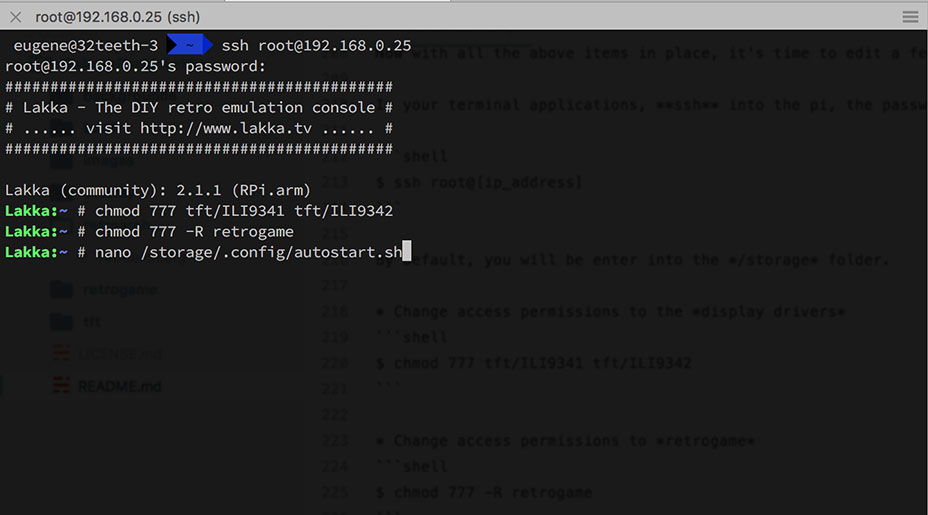 root@192.168.0.25 (ssh)
eugene@32teeth-3 ~ ssh root@192.168.0.25
root@192.168.0.25's password:
###########################################
# Lakka - The DIY retro emulation console #
# ...... visit http://www.lakka.tv ...... #
###########################################
Lakka (community): 2.1.1 (RPi.arm)
Lakka:~ # chmod 777 tft/ILI9341 tft/ILI9342
Lakka:~ # chmod 777 -R retrogame
Lakka:~ # nano /storage/.config/autostart.sh
images
retrogame
tft
LICENSE.md
README.md
Now with all the above items in place, it's time to edit a fe
your terminal applications, **ssh** into the pi, the passw
```shell
213 $ ssh root@[ip_address]
215
default, you will be enter into the */storage* folder.
217
218 * Change access permissions to the *display drivers*
219 ```shell
220 $ chmod 777 tft/ILI9341 tft/ILI9342
221 ```
222
223 * Change access permissions to *retrogame*
224 ```shell
225 $ chmod 777 -R retrogame